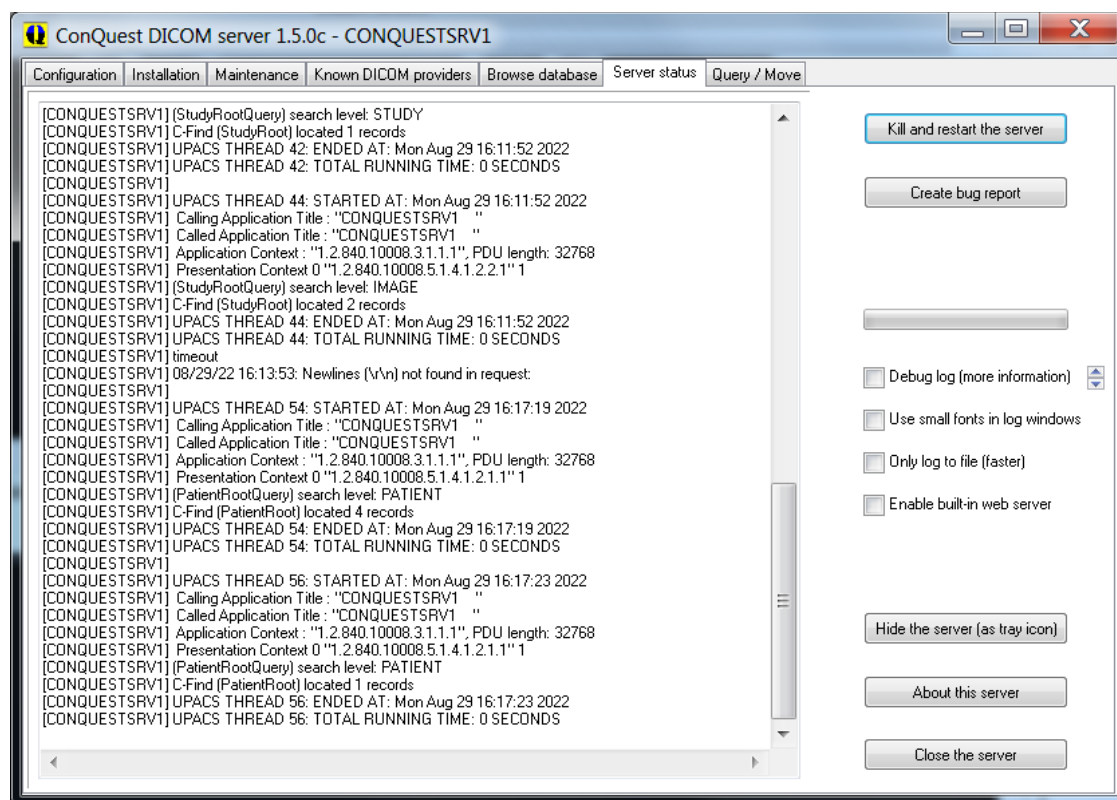 ConQuest DICOM server 1.5.0c - CONQUESTSRV1
Configuration Installation Maintenance Known DICOM providers Browse database Server status Query / Move
[CONQUESTSRV1] (StudyRootQuery) search level: STUDY
[CONQUESTSRV1] C-Find (StudyRoot) located 1 records
[CONQUESTSRV1] UPACS THREAD 42: ENDED AT: Mon Aug 29 16:11:52 2022
[CONQUESTSRV1] UPACS THREAD 42: TOTAL RUNNING TIME: 0 SECONDS
[CONQUESTSRV1]
[CONQUESTSRV1] UPACS THREAD 44: STARTED AT: Mon Aug 29 16:11:52 2022
[CONQUESTSRV1]  Calling Application Title : "CONQUESTSRV1    "
[CONQUESTSRV1]  Called Application Title : "CONQUESTSRV1    "
[CONQUESTSRV1]  Application Context : "1.2.840.10008.3.1.1.1", PDU length: 32768
[CONQUESTSRV1]  Presentation Context 0 "1.2.840.10008.5.1.4.1.2.2.1" 1
[CONQUESTSRV1] (StudyRootQuery) search level: IMAGE
[CONQUESTSRV1] C-Find (StudyRoot) located 2 records
[CONQUESTSRV1] UPACS THREAD 44: ENDED AT: Mon Aug 29 16:11:52 2022
[CONQUESTSRV1] UPACS THREAD 44: TOTAL RUNNING TIME: 0 SECONDS
[CONQUESTSRV1] timeout
[CONQUESTSRV1] 08/29/22 16:13:53: Newlines (\r\n) not found in request:
[CONQUESTSRV1]
[CONQUESTSRV1] UPACS THREAD 54: STARTED AT: Mon Aug 29 16:17:19 2022
[CONQUESTSRV1]  Calling Application Title : "CONQUESTSRV1    "
[CONQUESTSRV1]  Called Application Title : "CONQUESTSRV1    "
[CONQUESTSRV1]  Application Context : "1.2.840.10008.3.1.1.1", PDU length: 32768
[CONQUESTSRV1]  Presentation Context 0 "1.2.840.10008.5.1.4.1.2.1.1" 1
[CONQUESTSRV1] (PatientRootQuery) search level: PATIENT
[CONQUESTSRV1] C-Find (PatientRoot) located 4 records
[CONQUESTSRV1] UPACS THREAD 54: ENDED AT: Mon Aug 29 16:17:19 2022
[CONQUESTSRV1] UPACS THREAD 54: TOTAL RUNNING TIME: 0 SECONDS
[CONQUESTSRV1]
[CONQUESTSRV1] UPACS THREAD 56: STARTED AT: Mon Aug 29 16:17:23 2022
[CONQUESTSRV1]  Calling Application Title : "CONQUESTSRV1    "
[CONQUESTSRV1]  Called Application Title : "CONQUESTSRV1    "
[CONQUESTSRV1]  Application Context : "1.2.840.10008.3.1.1.1", PDU length: 32768
[CONQUESTSRV1]  Presentation Context 0 "1.2.840.10008.5.1.4.1.2.1.1" 1
[CONQUESTSRV1] (PatientRootQuery) search level: PATIENT
[CONQUESTSRV1] C-Find (PatientRoot) located 1 records
[CONQUESTSRV1] UPACS THREAD 56: ENDED AT: Mon Aug 29 16:17:23 2022
[CONQUESTSRV1] UPACS THREAD 56: TOTAL RUNNING TIME: 0 SECONDS
Kill and restart the server
Create bug report
Debug log (more information)
Use small fonts in log windows
Only log to file (faster)
Enable built-in web server
Hide the server (as tray icon)
About this server
Close the server